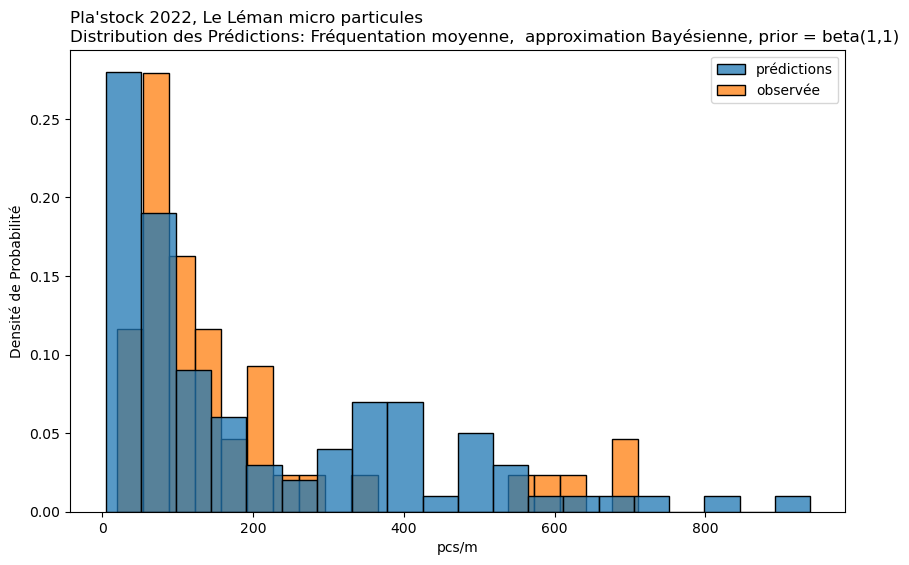 Pla'stock 2022, Le Léman micro particules
Distribution des Prédictions: Fréquentation moyenne,  approximation Bayésienne, prior = beta(1,1)
prédictions
observée
Densité de Probabilité
0.25
0.20
0.15
0.10
0.05
0.00
0
200
400
600
800
pcs/m